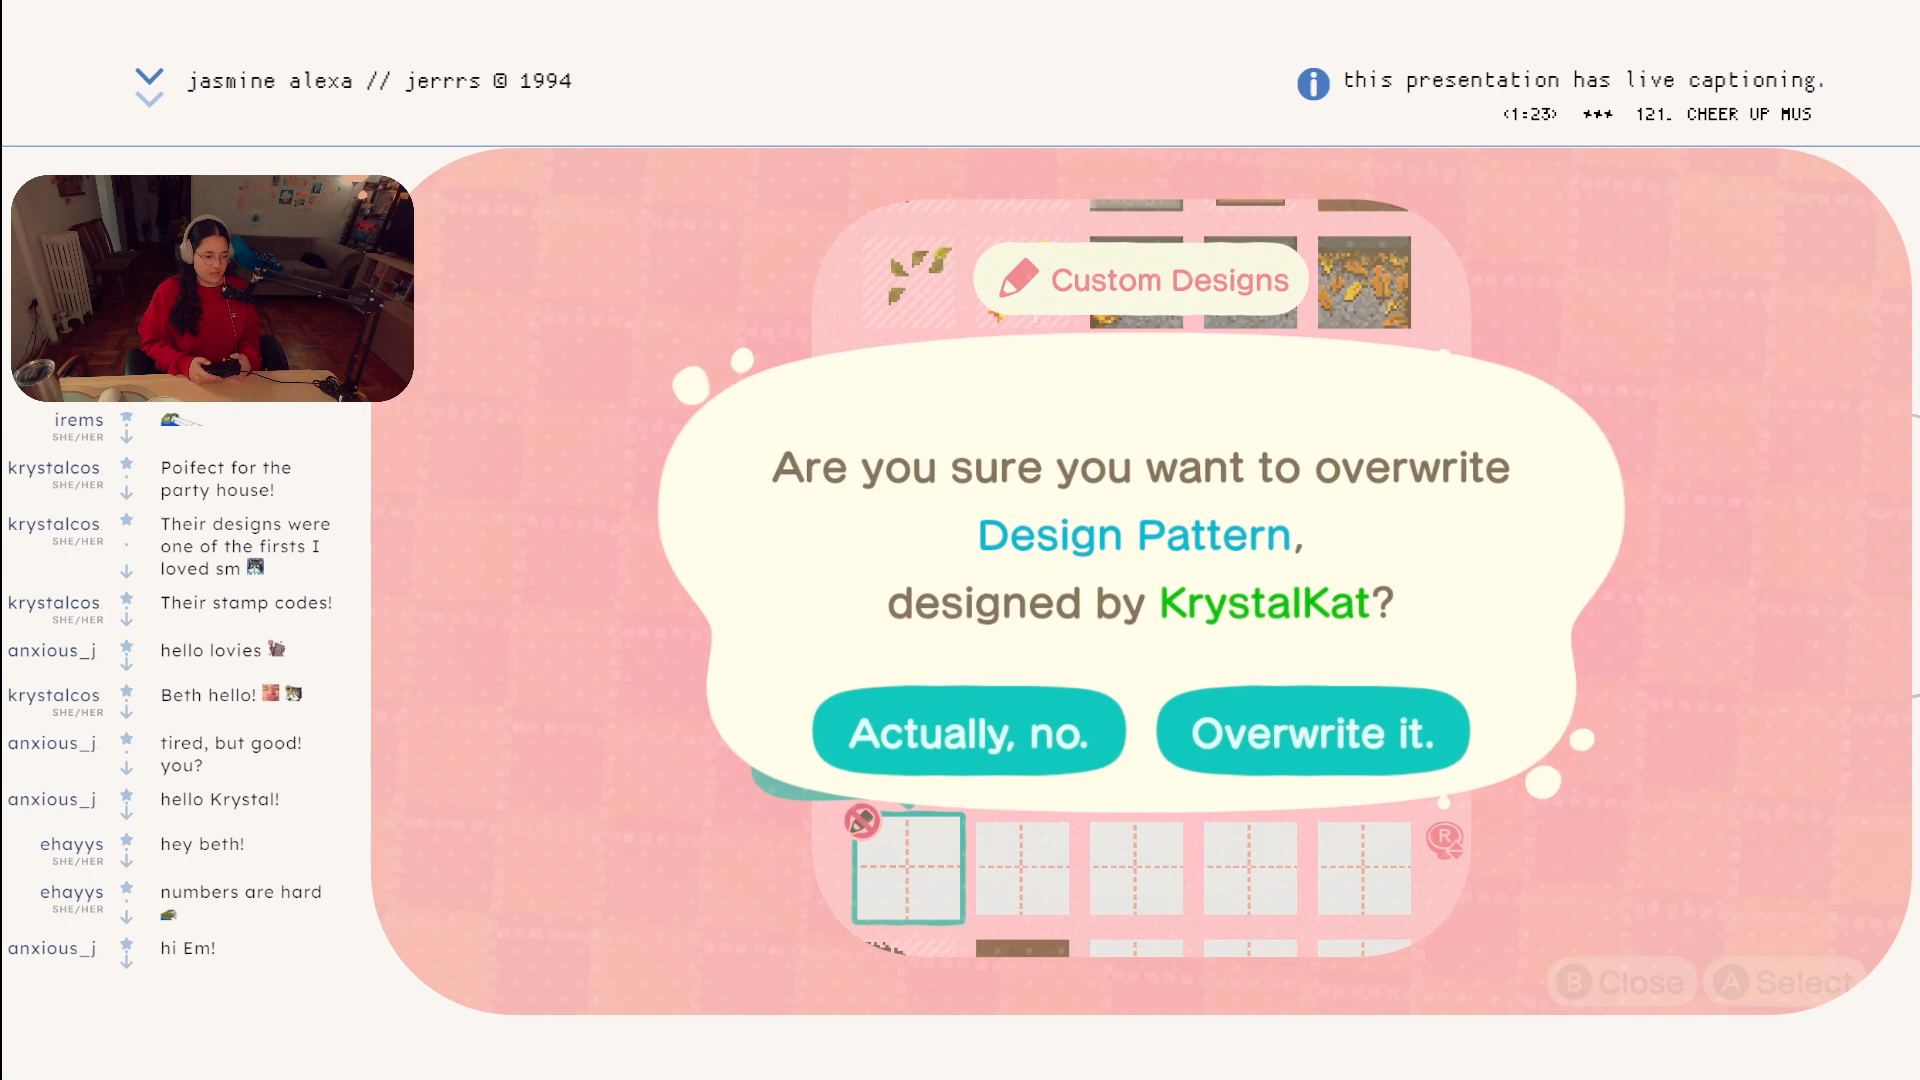 jasmine alexa // jerrrs @ 1994
this presentation has live captioning.
<1:23> *** 121. CHEER UP MUS
Custom Designs
Are you sure you want to overwrite
Design Pattern,
designed by KrystalKat?
Actually, no.
Overwrite it.
R
B Close
A Select
irems
SHE/HER
krystalcos
SHE/HER
Poifect for the
party house!
krystalcos
SHE/HER
Their designs were
one of the firsts I
loved sm
krystalcos
SHE/HER
Their stamp codes!
anxious_j
hello lovies
krystalcos
SHE/HER
Beth hello!
anxious_j
tired, but good!
you?
anxious_j
hello Krystal!
ehayys
SHE/HER
hey beth!
ehayys
SHE/HER
numbers are hard
anxious_j
hi Em!